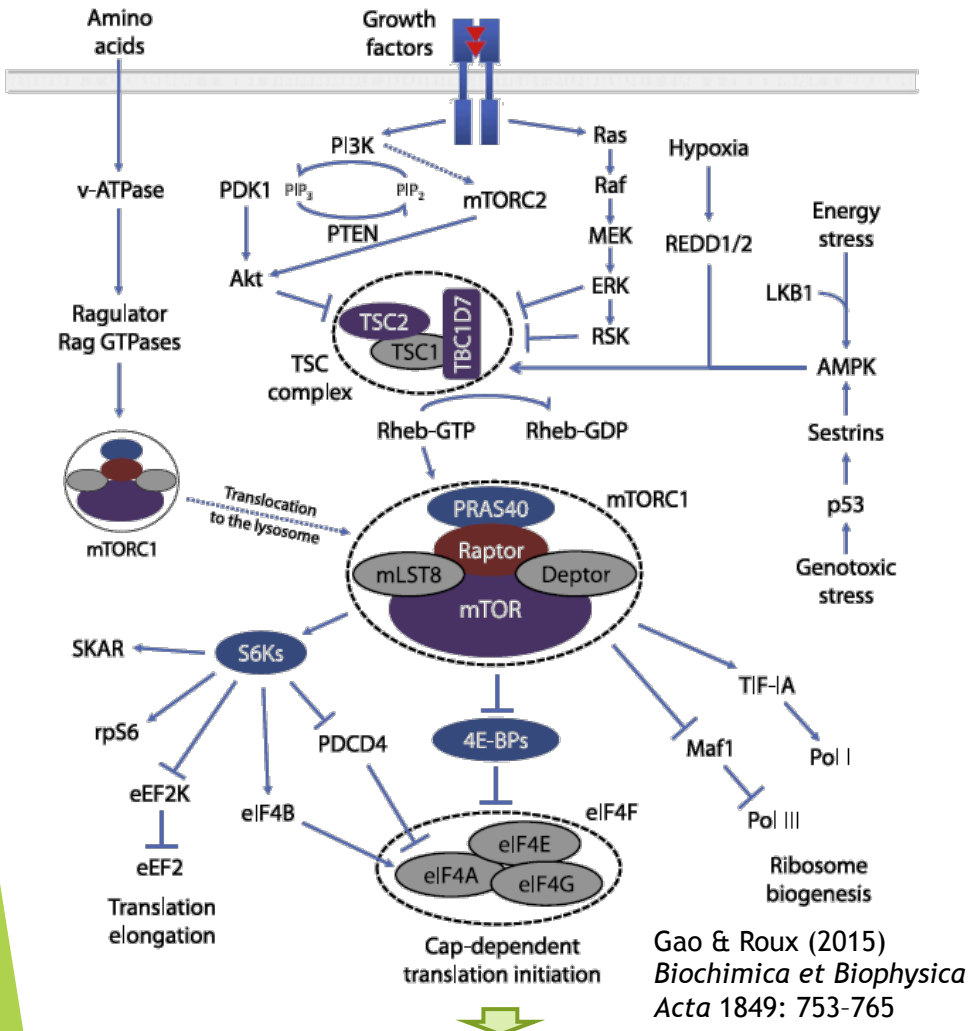 Amino
acids
Growth
factors
PI3K
Ras
Hypoxia
v-ATPase
PDK1
PIP3
PIP2
mTORC2
Raf
Energy
stress
PTEN
MEK
REDD1/2
Akt
ERK
LKB1
Ragulator
Rag GTPases
TSC2
TSC1
TBC1D7
RSK
TSC
complex
AMPK
Rheb-GTP
Rheb-GDP
Sestrins
mTORC1
Translocation
to the lysosome
PRAS40
mTORC1
p53
Raptor
mLST8
Deptor
mTOR
Genotoxic
stress
SKAR
S6Ks
TIF-IA
rpS6
PDCD4
4E-BPs
Maf1
Pol I
eEF2K
eIF4B
eIF4F
Pol III
eIF4E
eEF2
eIF4A
eIF4G
Ribosome
biogenesis
Translation
elongation
Cap-dependent
translation initiation
Gao & Roux (2015)
Biochimica et Biophysica
Acta 1849: 753-765